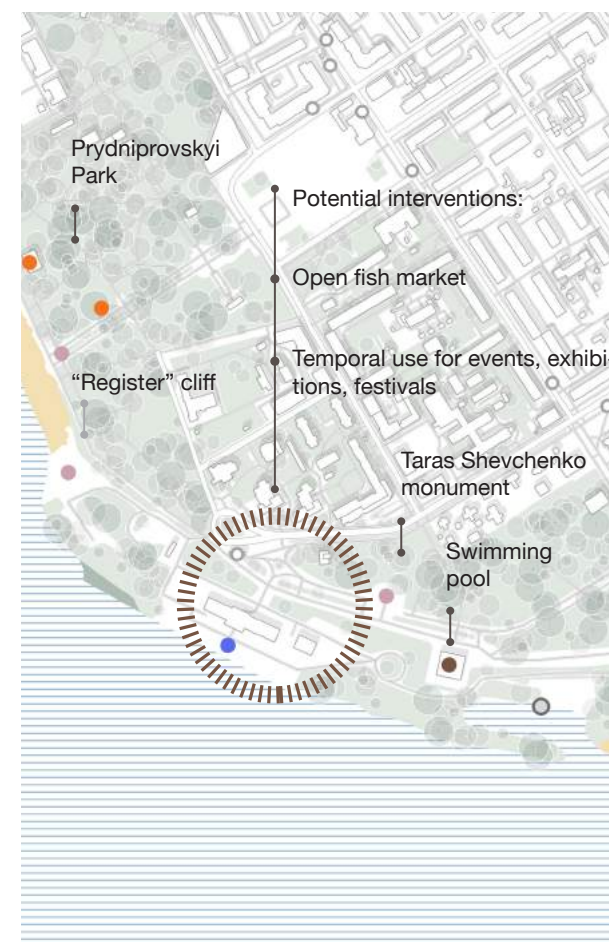 Prydniprovskyi
Park
Potential interventions:
Open fish market
Temporal use for events, exhibi-
tions, festivals
“Register” cliff
Taras Shevchenko
monument
Swimming
pool